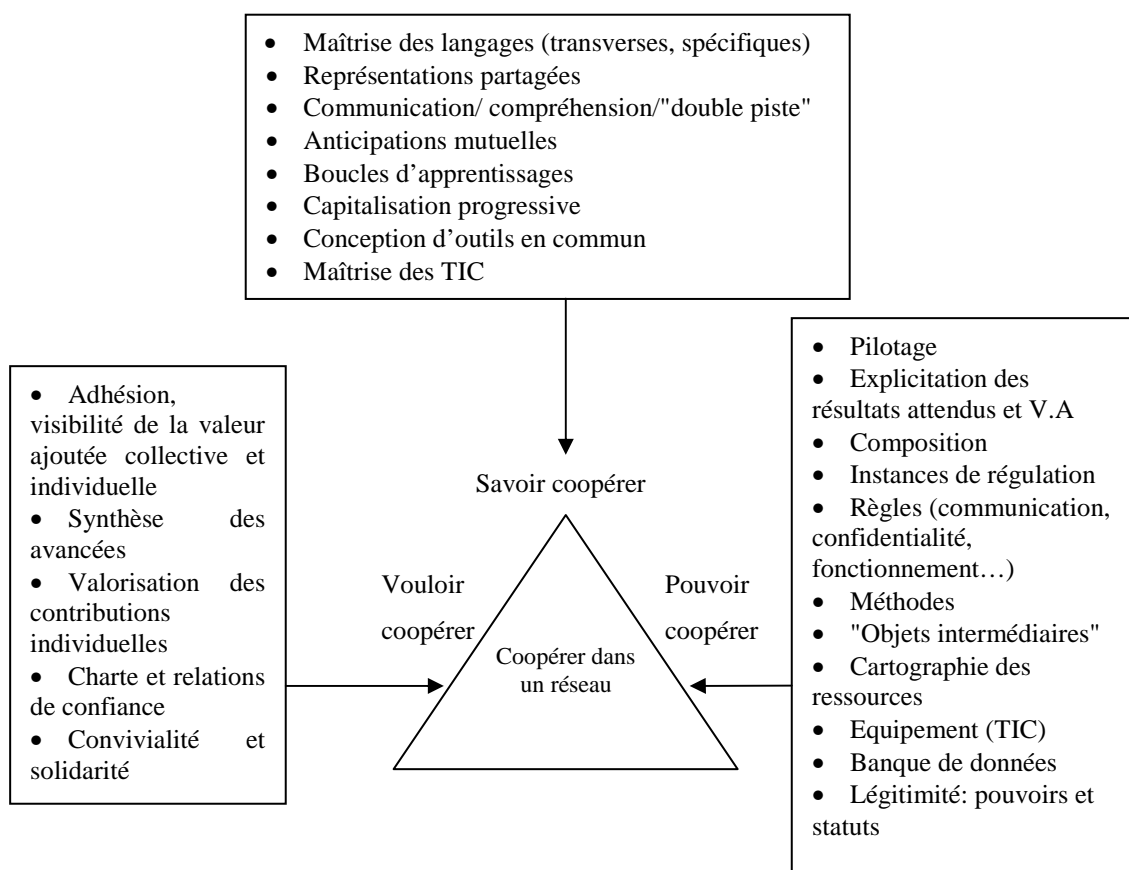 • Maîtrise des langages (transverses, spécifiques)
• Représentations partagées
• Communication/ compréhension/"double piste"
• Anticipations mutuelles
• Boucles d'apprentissages
• Capitalisation progressive
• Conception d'outils en commun
• Maîtrise des TIC
• Adhésion,
visibilité de la valeur
ajoutée collective et
individuelle
• Synthèse des
avancées
• Valorisation des
contributions
individuelles
• Charte et relations
de confiance
• Convivialité et
solidarité
Savoir coopérer
Vouloir
coopérer
Pouvoir
coopérer
Coopérer dans
un réseau
• Pilotage
• Explicitation des
résultats attendus et V.A
• Composition
• Instances de régulation
• Règles (communication,
confidentialité,
fonctionnement…)
• Méthodes
• "Objets intermédiaires"
• Cartographie des
ressources
• Equipement (TIC)
• Banque de données
• Légitimité: pouvoirs et
statuts